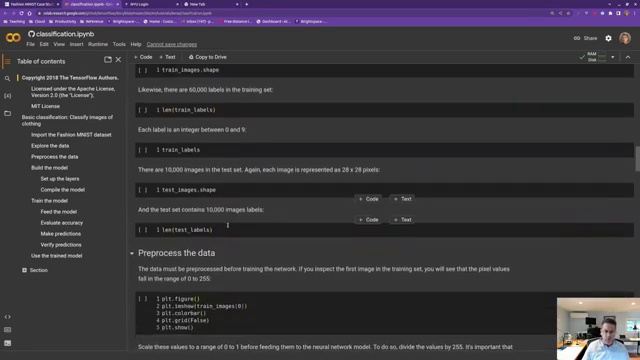 Fashion MNIST Case Stu
classification.ipynb
WVU Login
New Tab
classification.ipynb
File Edit View Insert Runtime Tools Help Cannot save changes
Share
+ Code + Text Copy to Drive
RAM
Disk
Table of contents
Copyright 2018 The TensorFlow Authors.
Licensed under the Apache License,
Version 2.0 (the "License");
MIT License
Basic classification: Classify images of
clothing
Import the Fashion MNIST dataset
Explore the data
Preprocess the data
Build the model
Set up the layers
Compile the model
Train the model
Feed the model
Evaluate accuracy
Make predictions
Verify predictions
Use the trained model
+ Section
[ ] 1 train_images.shape
Likewise, there are 60,000 labels in the training set:
[ ] 1 len(train_labels)
Each label is an integer between 0 and 9:
[ ] 1 train_labels
There are 10,000 images in the test set. Again, each image is represented as 28 x 28 pixels:
[ ] 1 test_images.shape
+ Code + Text
And the test set contains 10,000 images labels:
+ Code + Text
[ ] 1 len(test_labels)
Preprocess the data
The data must be preprocessed before training the network. If you inspect the first image in the training set, you will see that the pixel values
fall in the range of 0 to 255:
[ ] 1 plt.figure()
2 plt.imshow(train_images[0])
3 plt.colorbar()
4 plt.grid(False)
5 plt.show()
Scale these values to a range of 0 to 1 before feeding them to the neural network model. To do so, divide the values by 255. It's important that